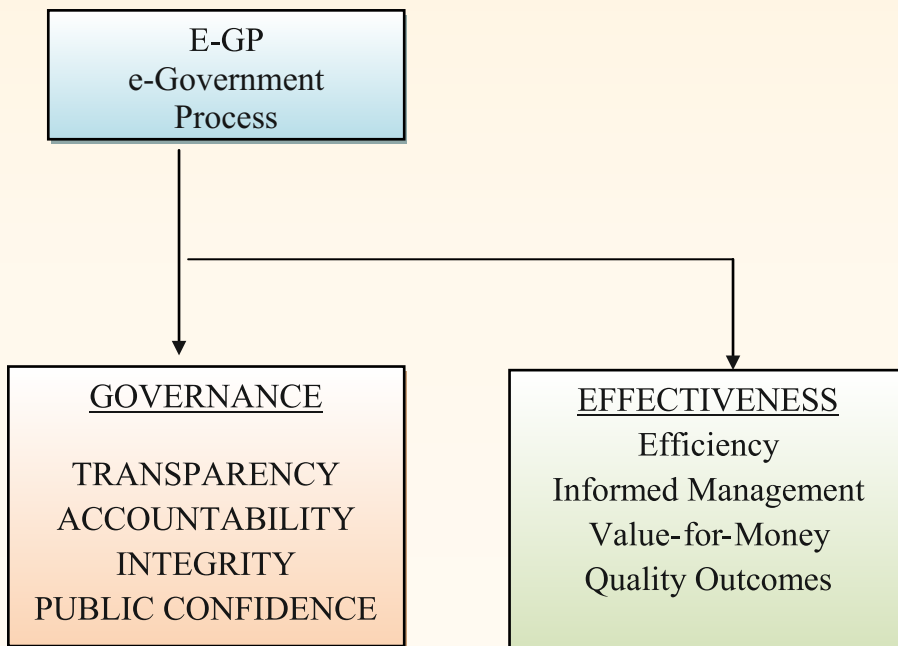 E-GP
e-Government
Process
GOVERNANCE
TRANSPARENCY
ACCOUNTABILITY
INTEGRITY
PUBLIC CONFIDENCE
EFFECTIVENESS
Efficiency
Informed Management
Value-for-Money
Quality Outcomes